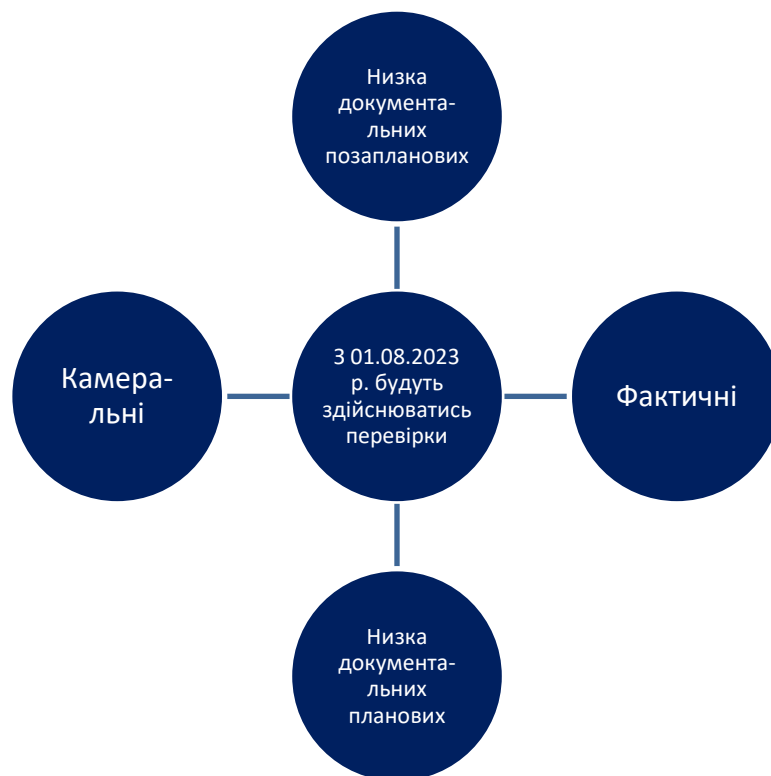 Низка
документа-
льних
позапланових
Камера-
льні
З 01.08.2023
р. будуть
здійснюватись
перевірки
Фактичні
Низка
документа-
льних
планових